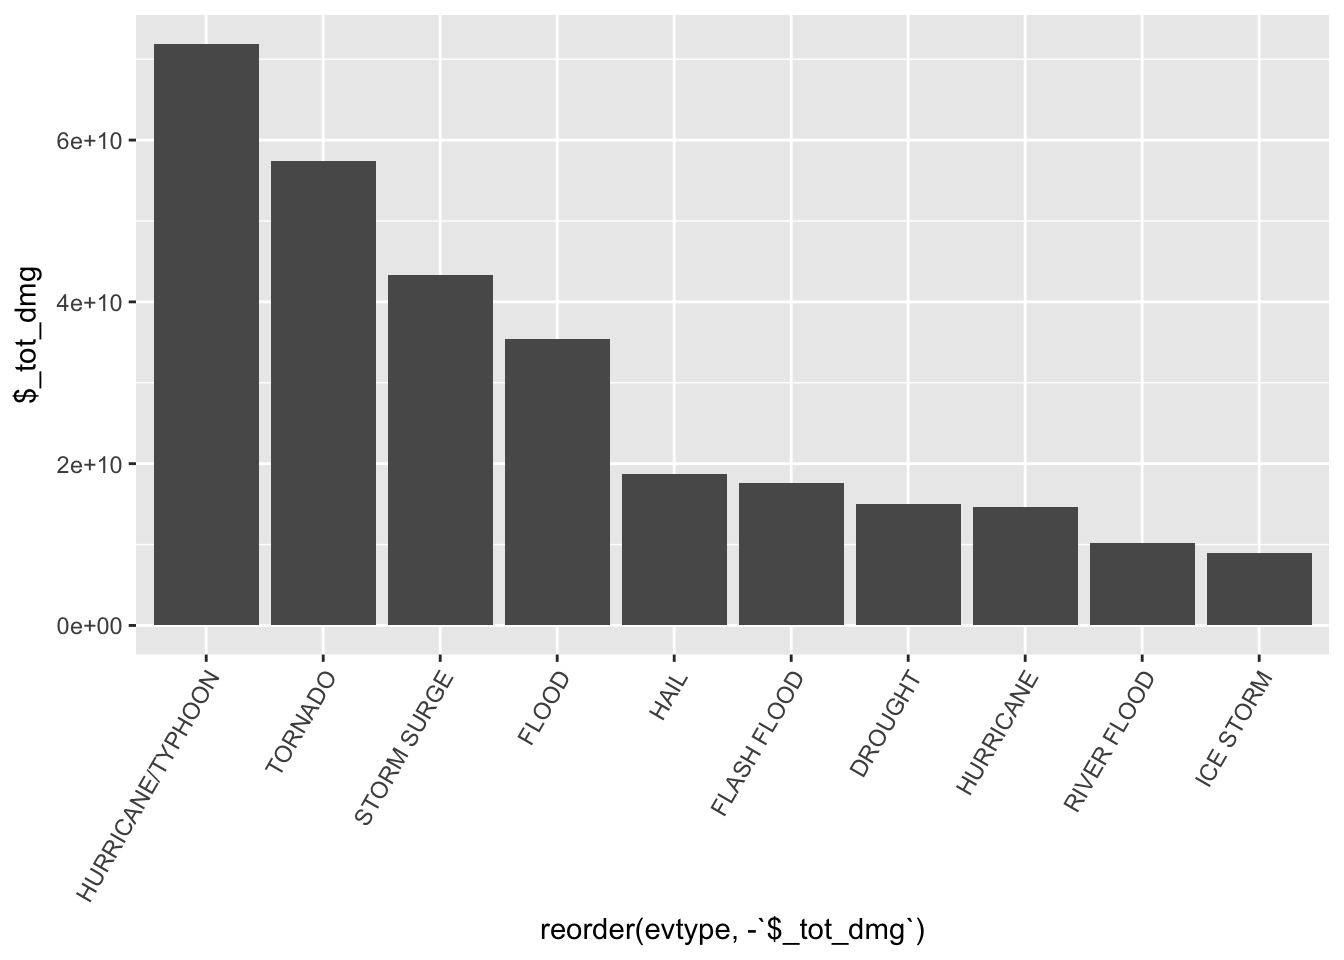 $_tot_dmg
6e+10
4e+10
2e+10
0e+00
HURRICANE/TYPHOON
TORNADO
STORM SURGE
FLOOD
HAIL
FLASH FLOOD
DROUGHT
HURRICANE
RIVER FLOOD
ICE STORM
reorder(evtype, -`$_tot_dmg`)